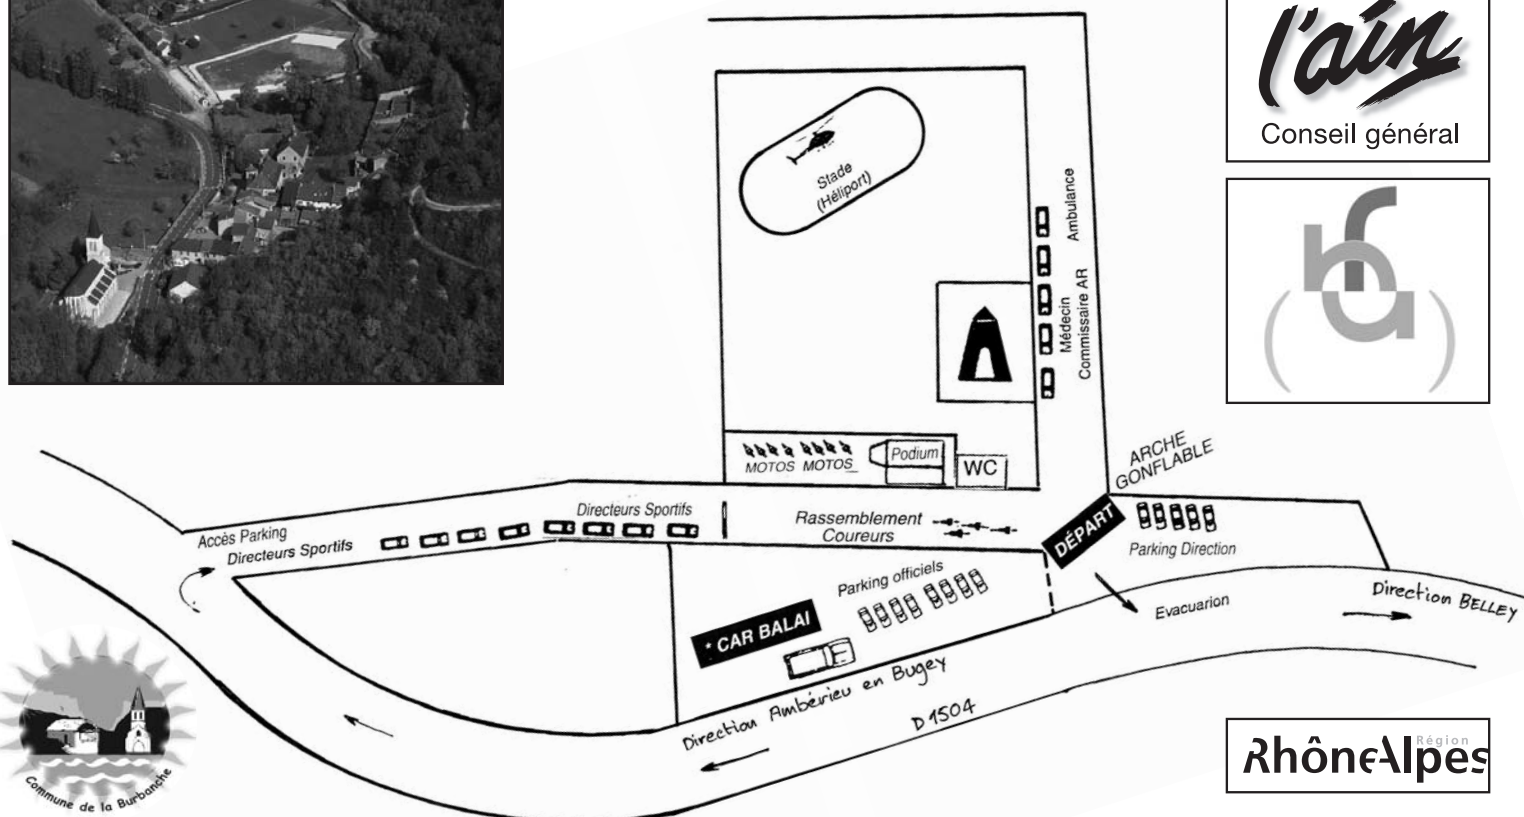 l'ain
Conseil général
Stade
(Héliport)
Ambulance
Médecin
Commissaire AR
MOTOS MOTOS
Podium
WC
ARCHE
GONFLABLE
Accès Parking
Directeurs Sportifs
Directeurs Sportifs
Rassemblement
Coureurs
DÉPART
Parking Direction
Parking officiels
* CAR BALAI
Evacuarion
Direction BELLEY
Direction Ambérieu en Bugey
D1504
Commune de la Burbanche
Région
RhôneAlpes